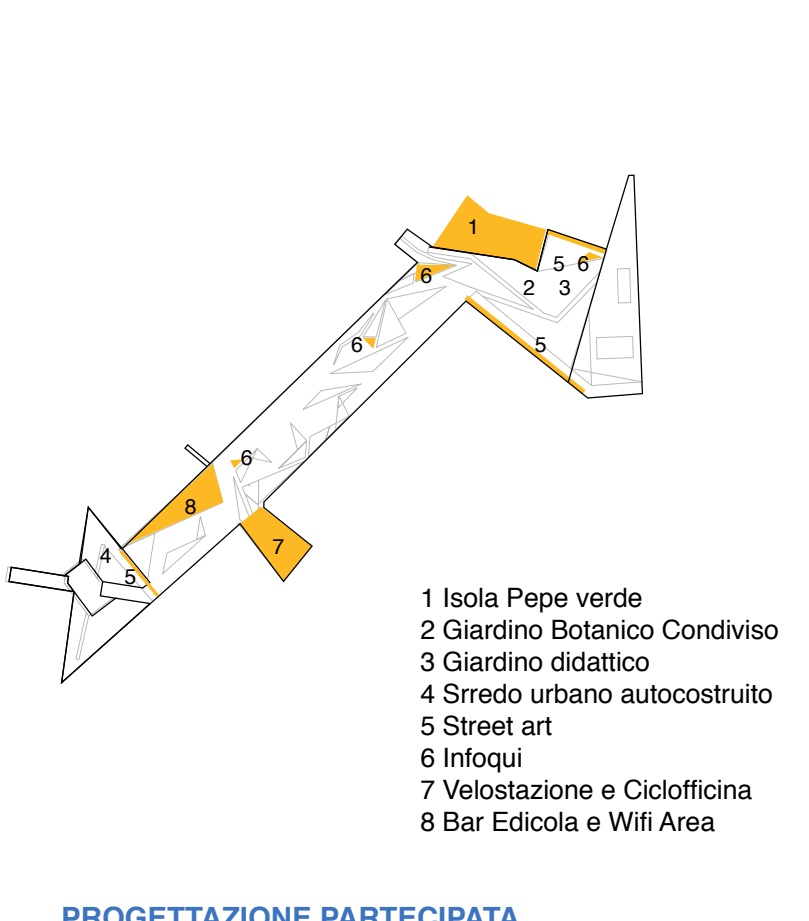 1
6
5 6
2 3
6
5
6
8
7
4
5
1 Isola Pepe verde
2 Giardino Botanico Condiviso
3 Giardino didattico
4 Srredo urbano autocostruito
5 Street art
6 Infoqui
7 Velostazione e Ciclofficina
8 Bar Edicola e Wifi Area
PROGETTAZIONE PARTECIPATA